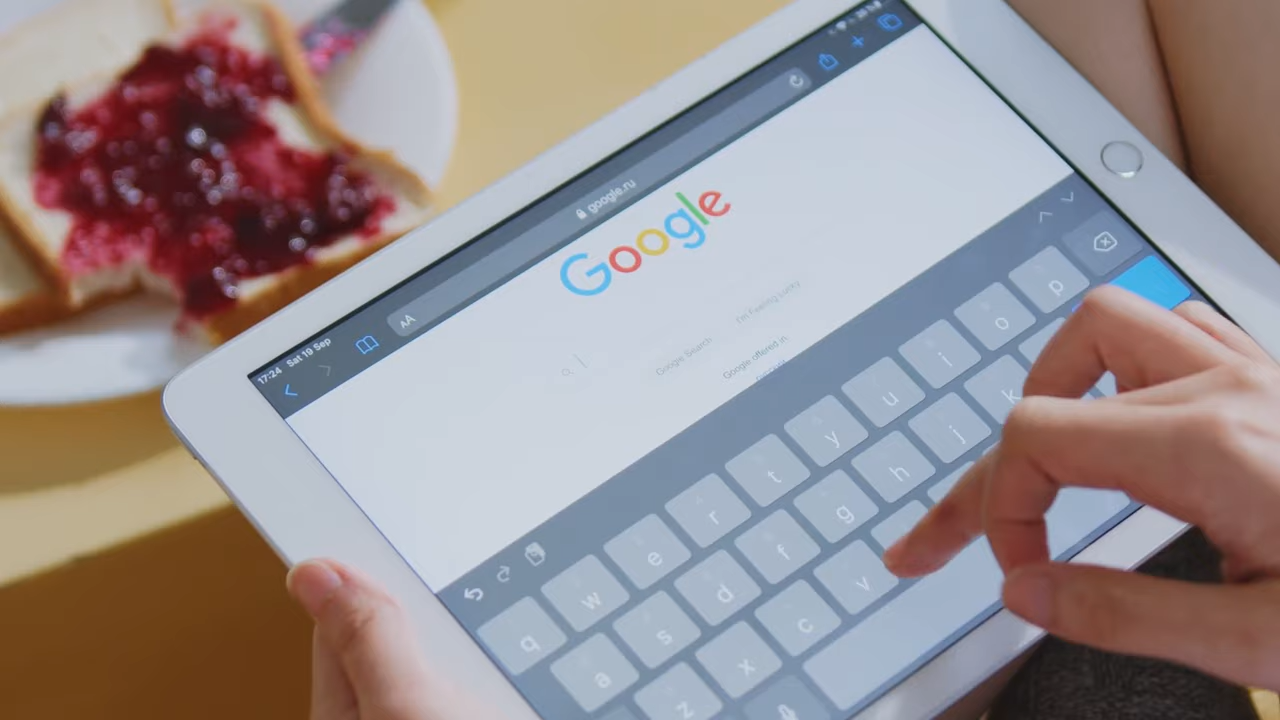 17:24 Sat 19 Sep
AA
google.ru
Google
Google Search
I'm Feeling Lucky
Google offered in
q w e r t y u i o p
a s d f g h j k
z x c v